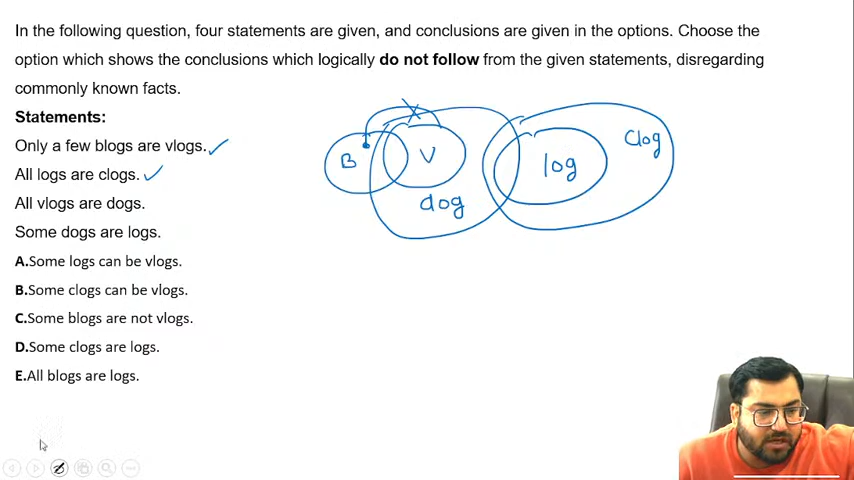 In the following question, four statements are given, and conclusions are given in the options. Choose the
option which shows the conclusions which logically do not follow from the given statements, disregarding
commonly known facts.
Statements:
Only a few blogs are vlogs.
All logs are clogs.
All vlogs are dogs.
Some dogs are logs.
A.Some logs can be vlogs.
B.Some clogs can be vlogs.
C.Some blogs are not vlogs.
D.Some clogs are logs.
E.All blogs are logs.
B V dog log Clog